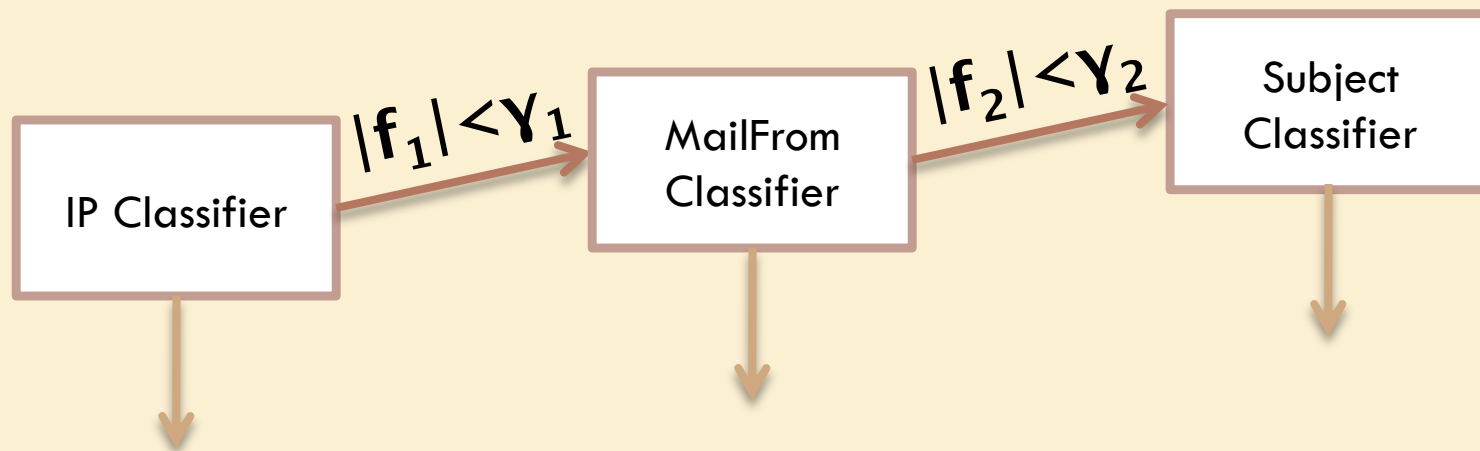 IP Classifier
|f₁|<γ₁
MailFrom
Classifier
|f₂|<γ₂
Subject
Classifier